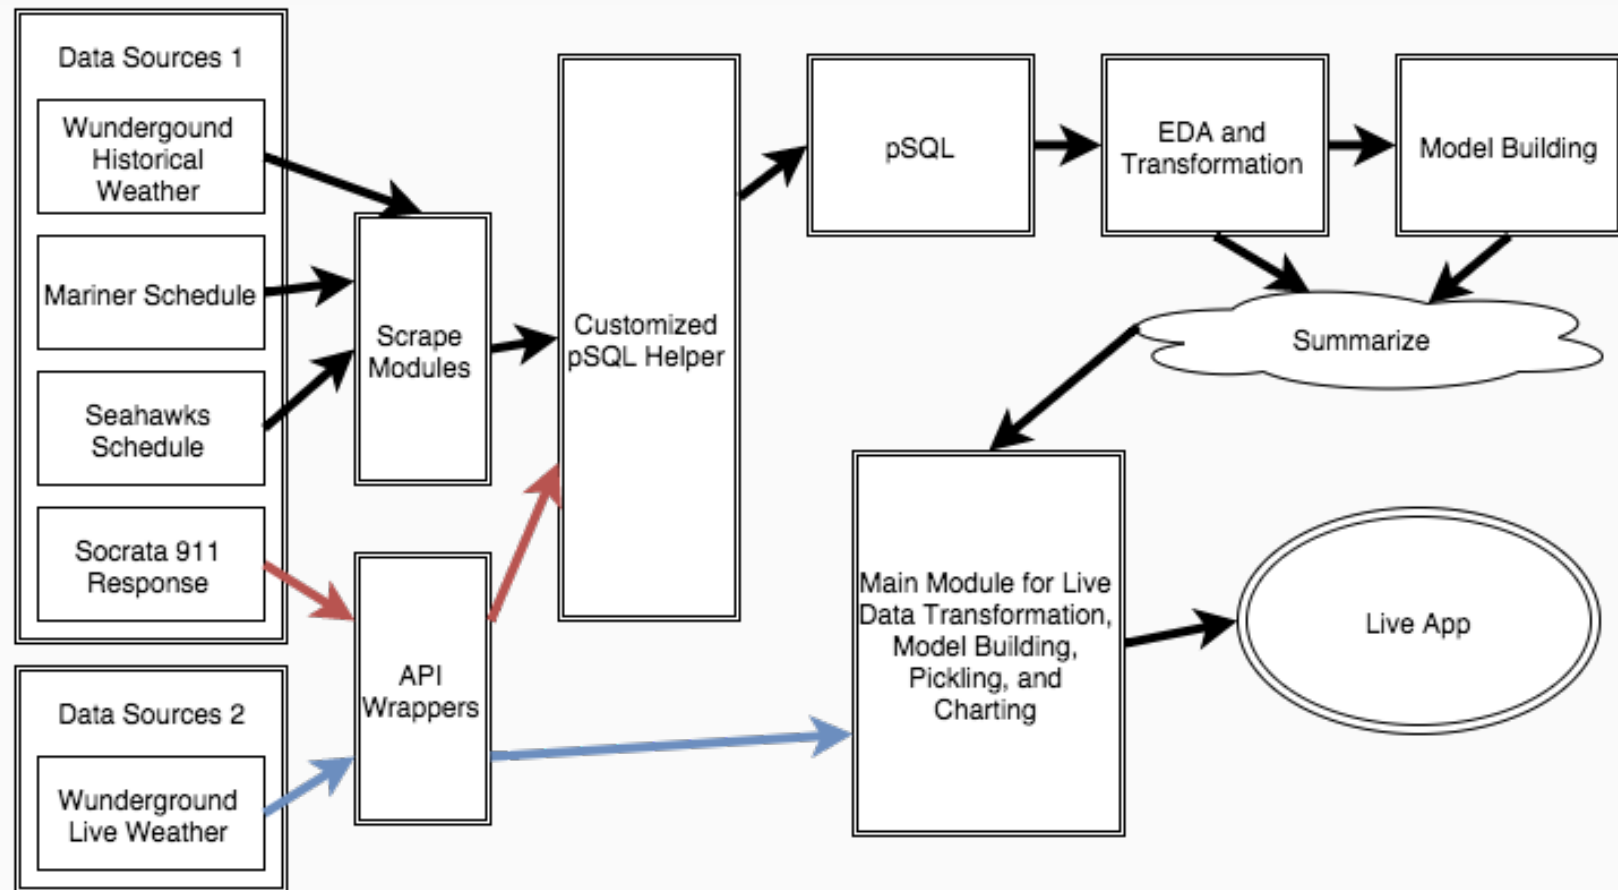 Data Sources 1
Wundergound
Historical
Weather
Mariner Schedule
Seahawks
Schedule
Socrata 911
Response
Data Sources 2
Wunderground
Live Weather
Scrape
Modules
API
Wrappers
Customized
pSQL Helper
pSQL
EDA and
Transformation
Model Building
Summarize
Main Module for Live
Data Transformation,
Model Building,
Pickling, and
Charting
Live App